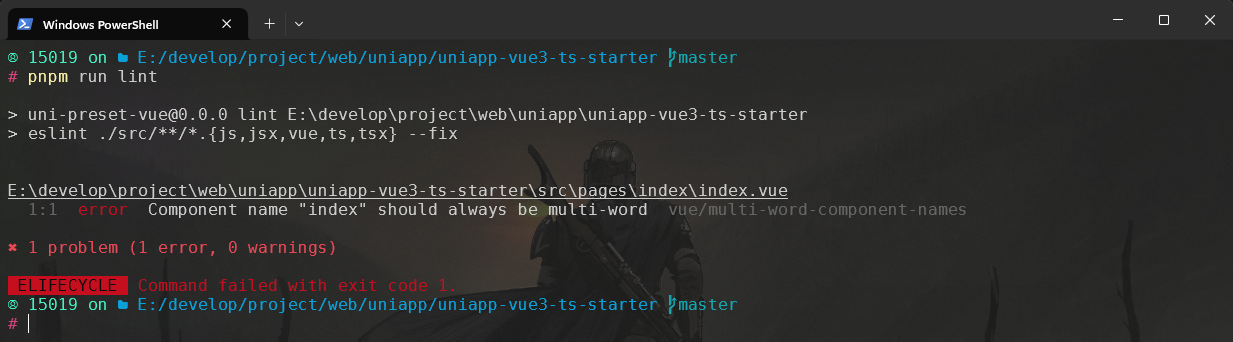 Windows PowerShell
15019 on E:/develop/project/web/uniapp/uniapp-vue3-ts-starter master
# pnpm run lint
> uni-preset-vue@0.0.0 lint E:\develop\project\web\uniapp\uniapp-vue3-ts-starter
> eslint ./src/**/*.{js,jsx,vue,ts,tsx} --fix
E:\develop\project\web\uniapp\uniapp-vue3-ts-starter\src\pages\index\index.vue
1:1 error Component name "index" should always be multi-word vue/multi-word-component-names
✖ 1 problem (1 error, 0 warnings)
ELIFECYCLE Command failed with exit code 1.
15019 on E:/develop/project/web/uniapp/uniapp-vue3-ts-starter master
#